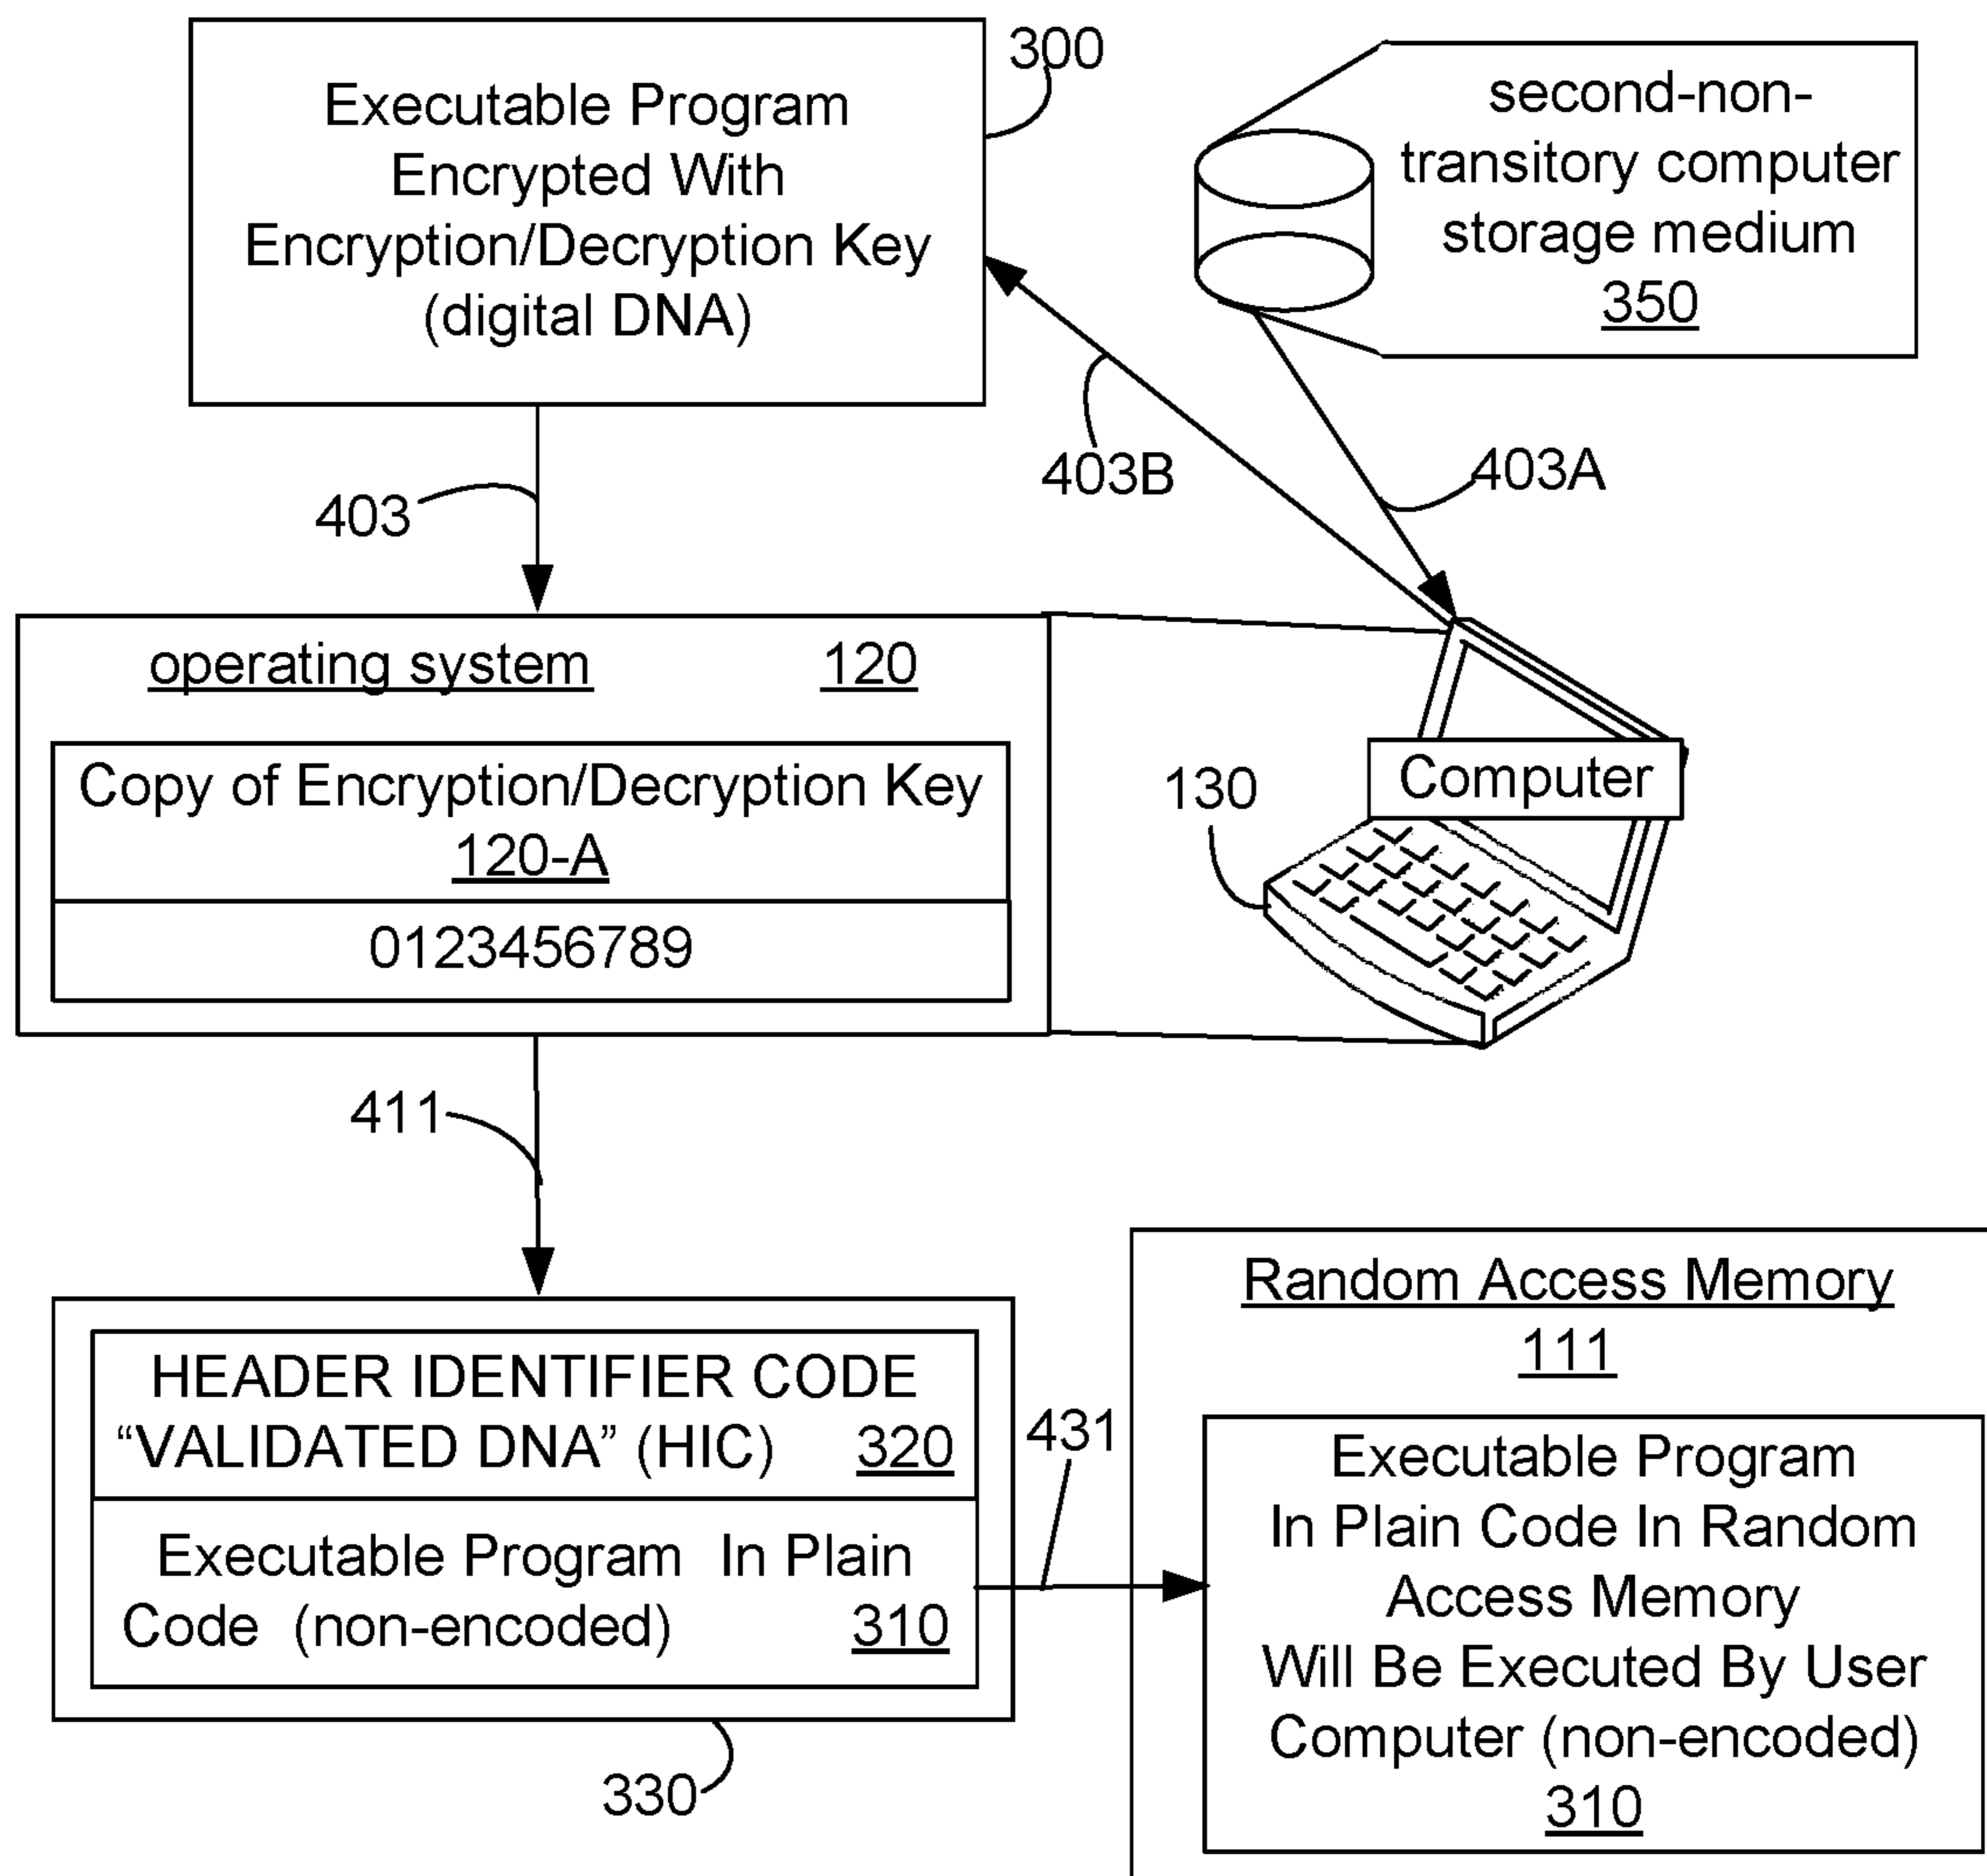 Executable Program
Encrypted With
Encryption/Decryption Key
(digital DNA)
300
second-non-
transitory computer
storage medium
350
403
403B
403A
operating system 120
Copy of Encryption/Decryption Key
120-A
0123456789
130
Computer
411
HEADER IDENTIFIER CODE
“VALIDATED DNA” (HIC) 320
Executable Program In Plain
Code (non-encoded) 310
330
431
Random Access Memory
111
Executable Program
In Plain Code In Random
Access Memory
Will Be Executed By User
Computer (non-encoded)
310